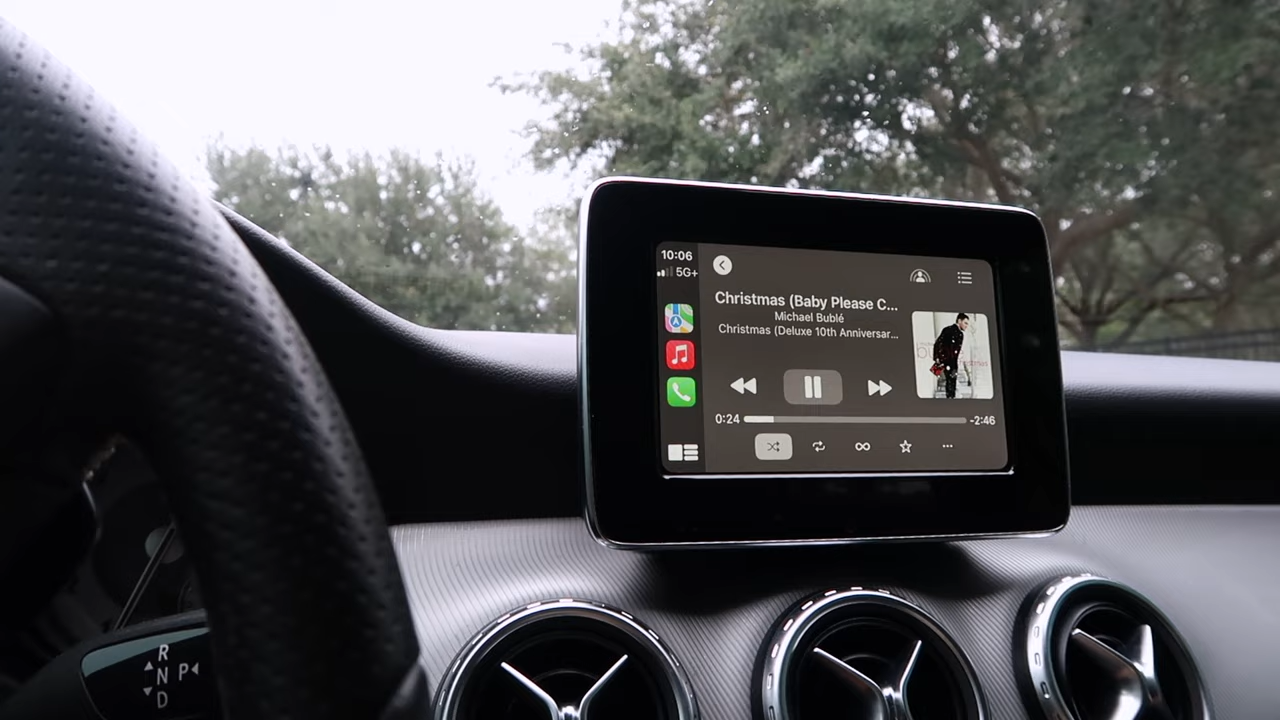 10:06
5G+
Christmas (Baby Please C...
Michael Bublé
Christmas (Deluxe 10th Anniversar...
0:24
-2:46
R
N
P
D